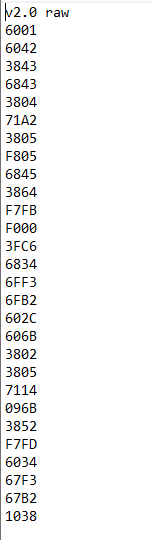 v2.0 raw
6001
6042
3843
6843
3804
71A2
3805
F805
6845
3864
F7FB
F000
3FC6
6834
6FF3
6FB2
602C
606B
3802
3805
7114
096B
3852
F7FD
6034
67F3
67B2
1038